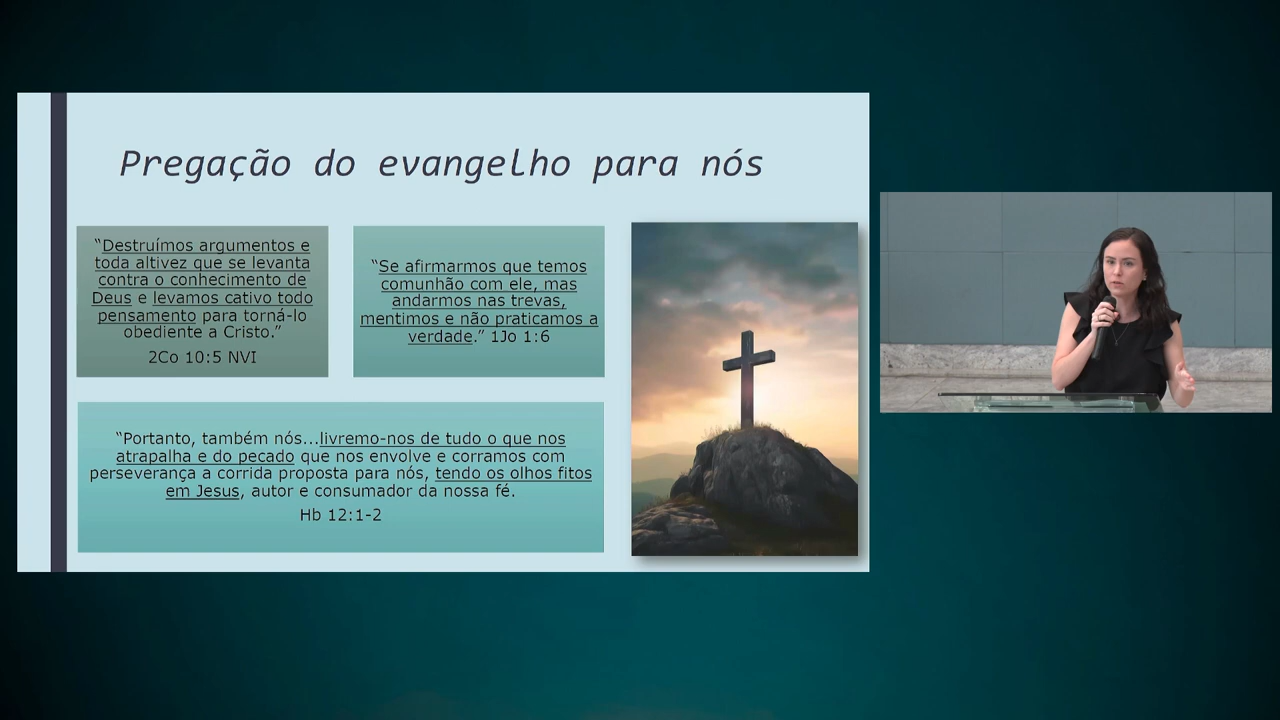 Pregação do evangelho para nós
“Destruímos argumentos e
toda altivez que se levanta
contra o conhecimento de
Deus e levamos cativo todo
pensamento para torná-lo
obediente a Cristo.”
2Co 10:5 NVI
“Se afirmarmos que temos
comunhão com ele, mas
andarmos nas trevas,
mentimos e não praticamos a
verdade.” 1Jo 1:6
“Portanto, também nós...livremo-nos de tudo o que nos
atrapalha e do pecado que nos envolve e corramos com
perseverança a corrida proposta para nós, tendo os olhos fitos
em Jesus, autor e consumador da nossa fé.
Hb 12:1-2